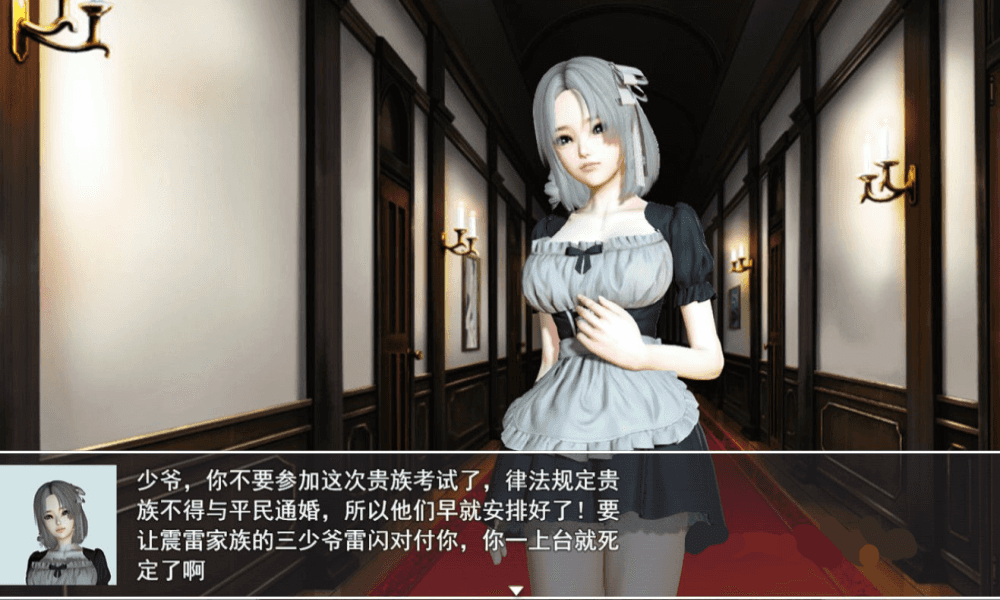 少爷，你不要参加这次贵族考试了，律法规定贵
族不得与平民通婚，所以他们早就安排好了！要
让震雷家族的三少爷雷闪对付你，你一上台就死
定了啊